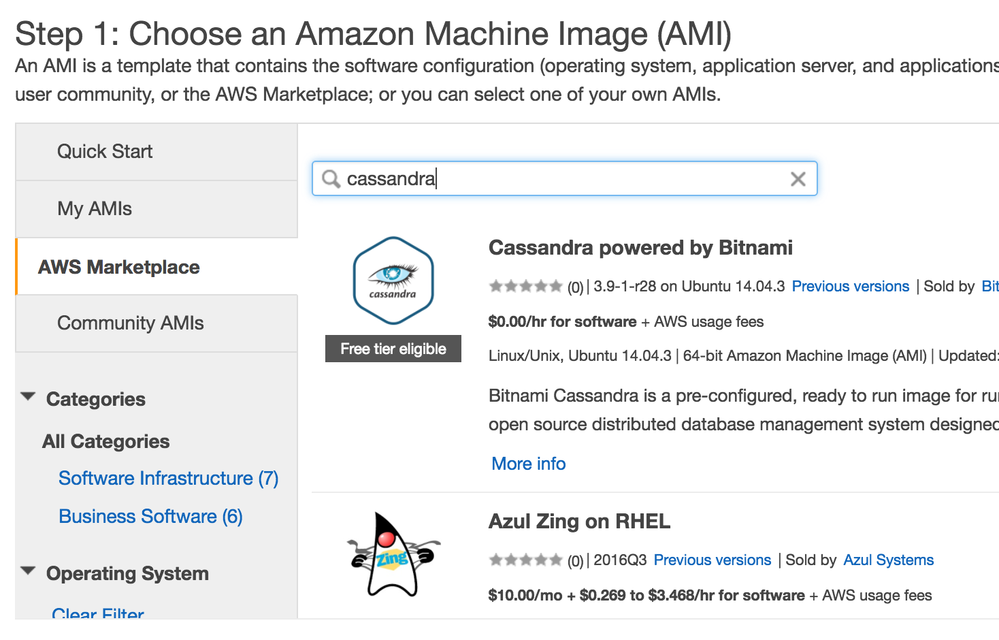 Step 1: Choose an Amazon Machine Image (AMI)
An AMI is a template that contains the software configuration (operating system, application server, and applications
user community, or the AWS Marketplace; or you can select one of your own AMIs.
Quick Start
My AMIs
AWS Marketplace
Community AMIs
Categories
All Categories
Software Infrastructure (7)
Business Software (6)
Operating System
Clear Filter
cassandra
cassandra
Free tier eligible
Cassandra powered by Bitnami
(0) | 3.9-1-r28 on Ubuntu 14.04.3 Previous versions | Sold by Bit
$0.00/hr for software + AWS usage fees
Linux/Unix, Ubuntu 14.04.3 | 64-bit Amazon Machine Image (AMI) | Updated:
Bitnami Cassandra is a pre-configured, ready to run image for ru
open source distributed database management system designed
More info
Zing
Azul Zing on RHEL
(0) | 2016Q3 Previous versions | Sold by Azul Systems
$10.00/mo + $0.269 to $3.468/hr for software + AWS usage fees